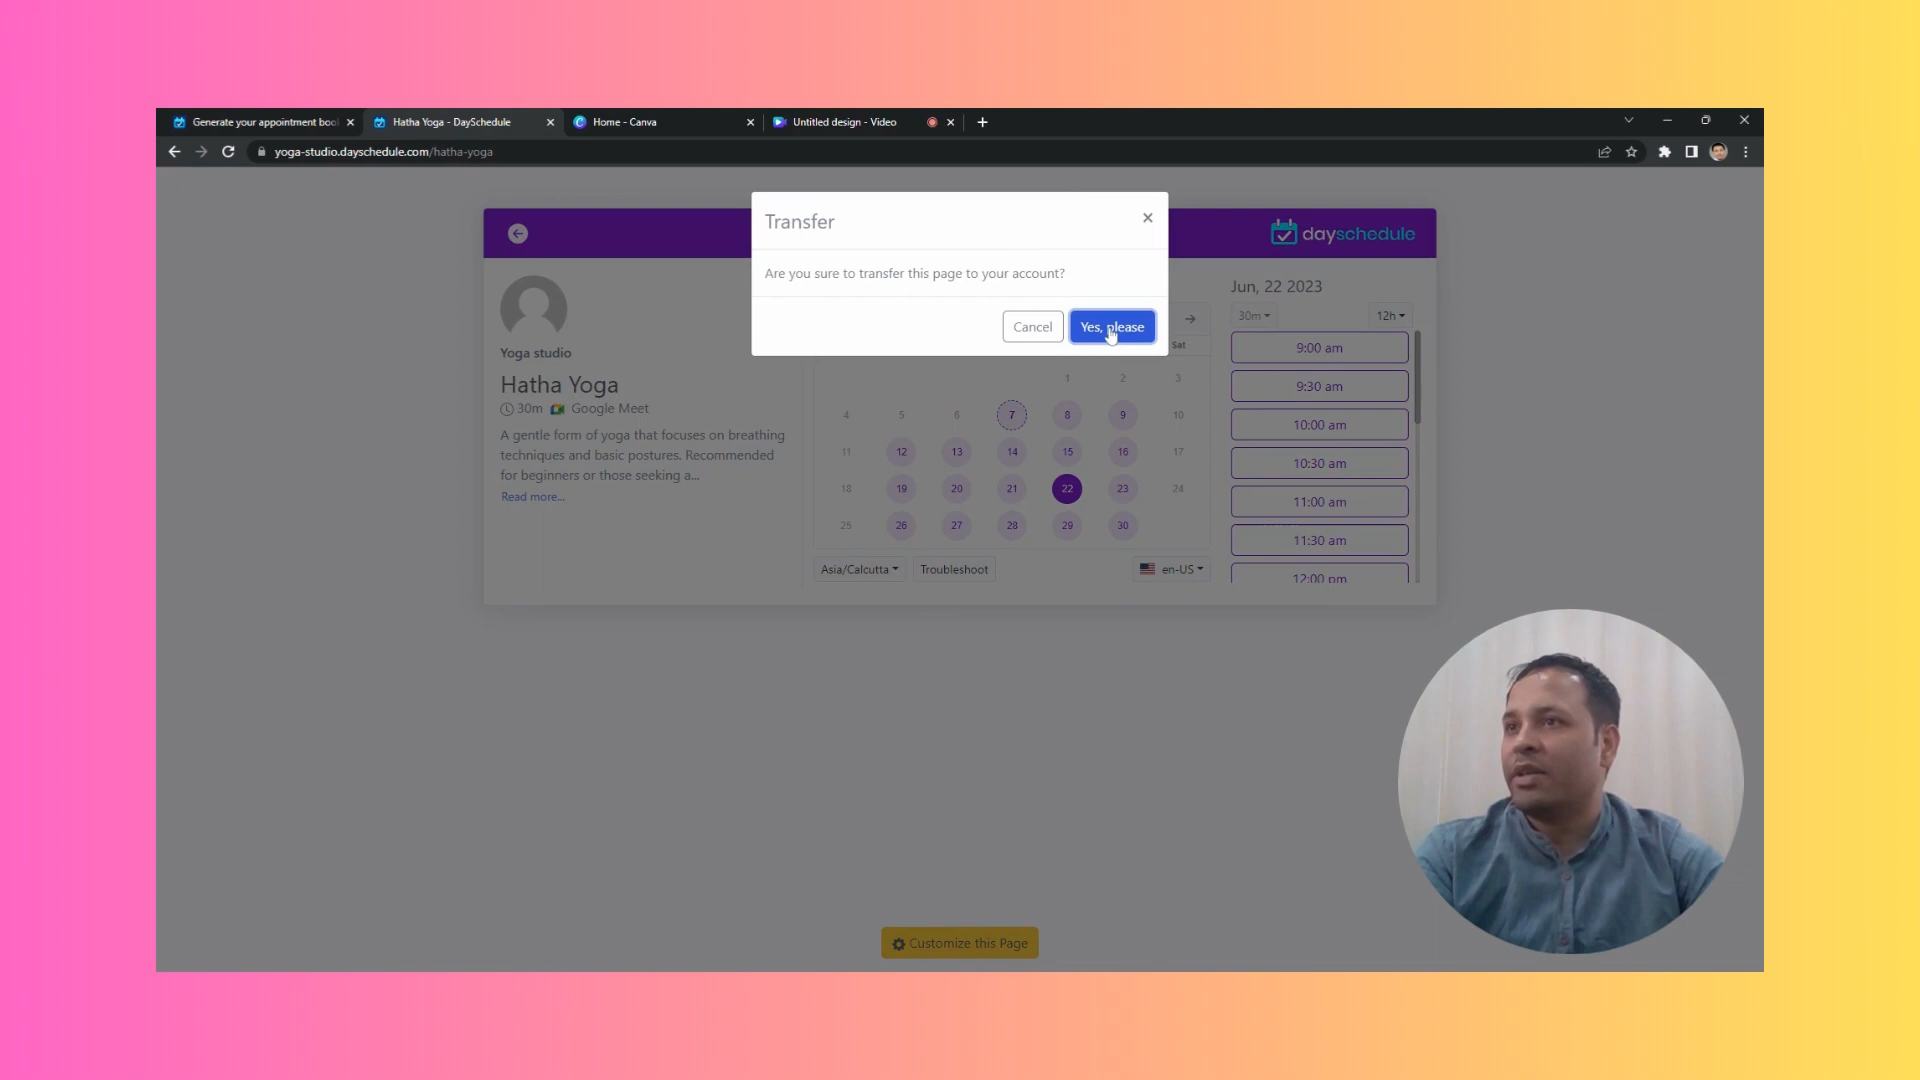 Generate your appointment boo
Hatha Yoga - DaySchedule
Home - Canva
Untitled design - Video
yoga-studio.dayschedule.com/hatha-yoga
Transfer
Are you sure to transfer this page to your account?
Cancel
Yes, please
dayschedule
Yoga studio
Hatha Yoga
30m Google Meet
A gentle form of yoga that focuses on breathing
techniques and basic postures. Recommended
for beginners or those seeking a...
Read more...
Sat
1 2 3
4 5 6 7 8 9 10
11 12 13 14 15 16 17
18 19 20 21 22 23 24
25 26 27 28 29 30
Asia/Calcutta
Troubleshoot
en-US
Jun, 22 2023
30m
12h
9:00 am
9:30 am
10:00 am
10:30 am
11:00 am
11:30 am
12:00 pm
Customize this Page